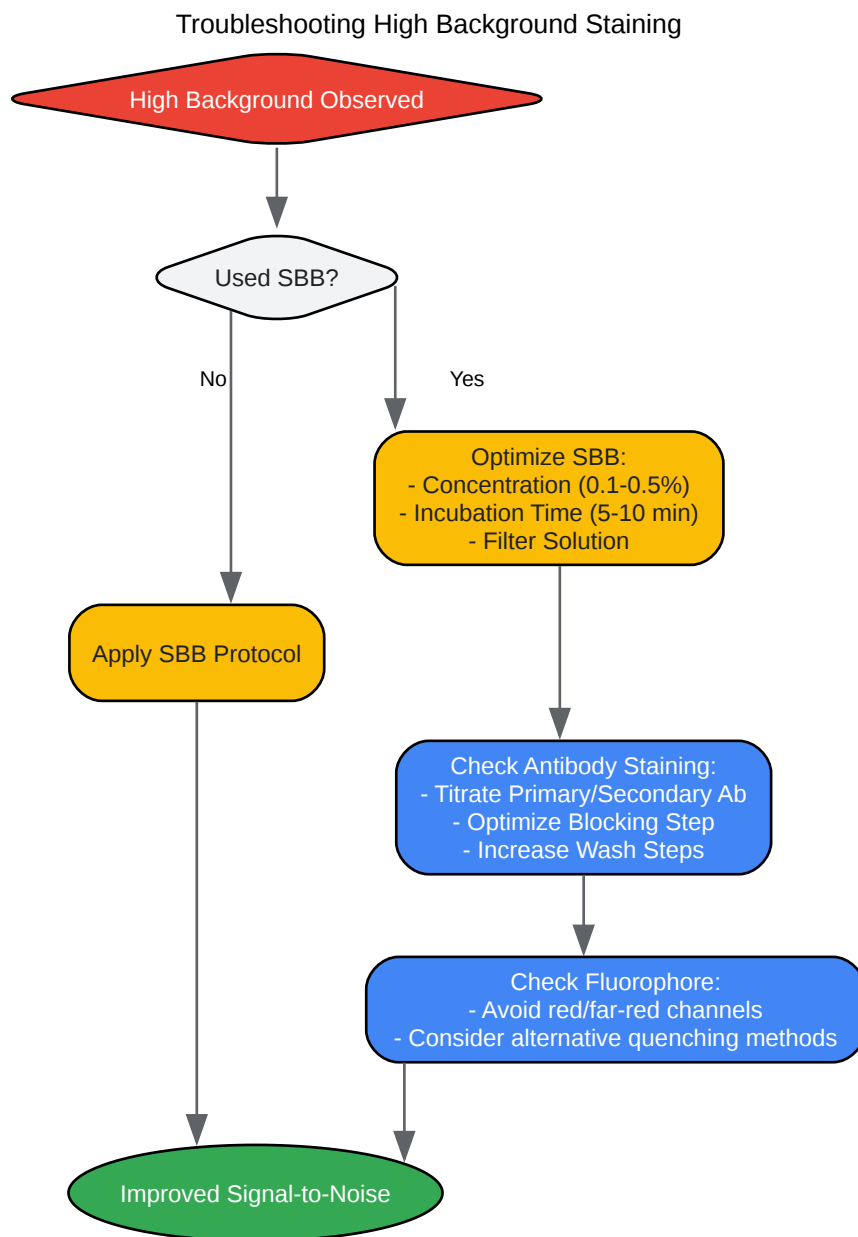 Troubleshooting High Background Staining
High Background Observed
Used SBB?
No
Yes
Optimize SBB:
- Concentration (0.1-0.5%)
- Incubation Time (5-10 min)
- Filter Solution
Apply SBB Protocol
Check Antibody Staining:
- Titrate Primary/Secondary Ab
- Optimize Blocking Step
- Increase Wash Steps
Check Fluorophore:
- Avoid red/far-red channels
- Consider alternative quenching methods
Improved Signal-to-Noise